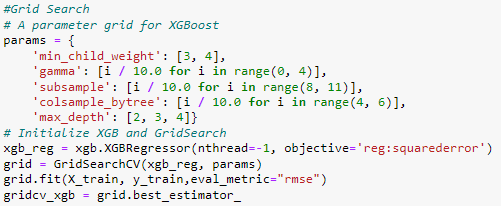 #Grid Search
# A parameter grid for XGBoost
params = {
    'min_child_weight': [3, 4],
    'gamma': [i / 10.0 for i in range(0, 4)],
    'subsample': [i / 10.0 for i in range(8, 11)],
    'colsample_bytree': [i / 10.0 for i in range(4, 6)],
    'max_depth': [2, 3, 4]}
# Initialize XGB and GridSearch
xgb_reg = xgb.XGBRegressor(nthread=-1, objective='reg:squarederror')
grid = GridSearchCV(xgb_reg, params)
grid.fit(X_train, y_train,eval_metric="rmse")
gridcv_xgb = grid.best_estimator_